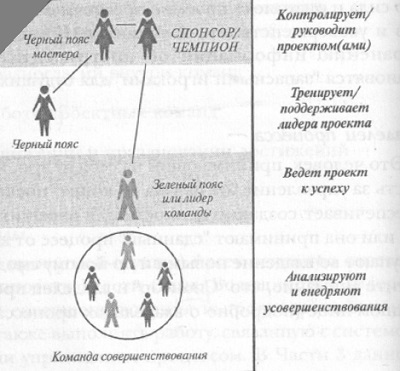 Черный пояс
мастера
СПОНСОР/
ЧЕМПИОН
Контролирует/
руководит
проектом(ами)
Тренирует/
поддерживает
лидера проекта
Черный пояс
Зеленый пояс
или лидер
команды
Ведет проект
к успеху
Анализируют
и внедряют
усовершенствования
Команда совершенствования